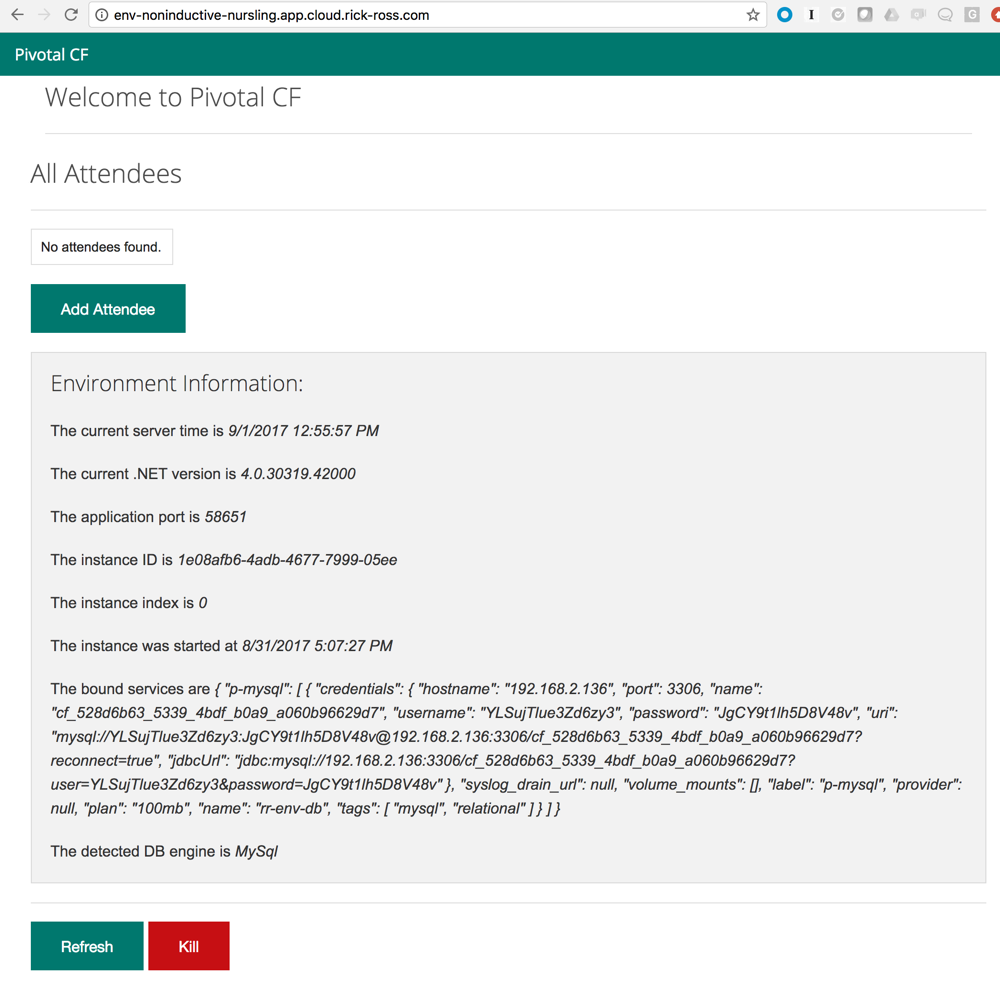 env-noninductive-nursling.app.cloud.rick-ross.com
Pivotal CF
Welcome to Pivotal CF
All Attendees
No attendees found.
Add Attendee
Environment Information:
The current server time is 9/1/2017 12:55:57 PM
The current .NET version is 4.0.30319.42000
The application port is 58651
The instance ID is 1e08afb6-4adb-4677-7999-05ee
The instance index is 0
The instance was started at 8/31/2017 5:07:27 PM
The bound services are { "p-mysql": [ { "credentials": { "hostname": "192.168.2.136", "port": 3306, "name":
"cf_528d6b63_5339_4bdf_b0a9_a060b96629d7", "username": "YLSujTlue3Zd6zy3", "password": "JgCY9t1lh5D8V48v", "uri":
"mysql://YLSujTlue3Zd6zy3:JgCY9t1lh5D8V48v@192.168.2.136:3306/cf_528d6b63_5339_4bdf_b0a9_a060b96629d7?
reconnect=true", "jdbcUrl": "jdbc:mysql://192.168.2.136:3306/cf_528d6b63_5339_4bdf_b0a9_a060b96629d7?
user=YLSujTlue3Zd6zy3&password=JgCY9t1lh5D8V48v" }, "syslog_drain_url": null, "volume_mounts": [], "label": "p-mysql", "provider":
null, "plan": "100mb", "name": "rr-env-db", "tags": [ "mysql", "relational" ] } ] }
The detected DB engine is MySql
Refresh
Kill